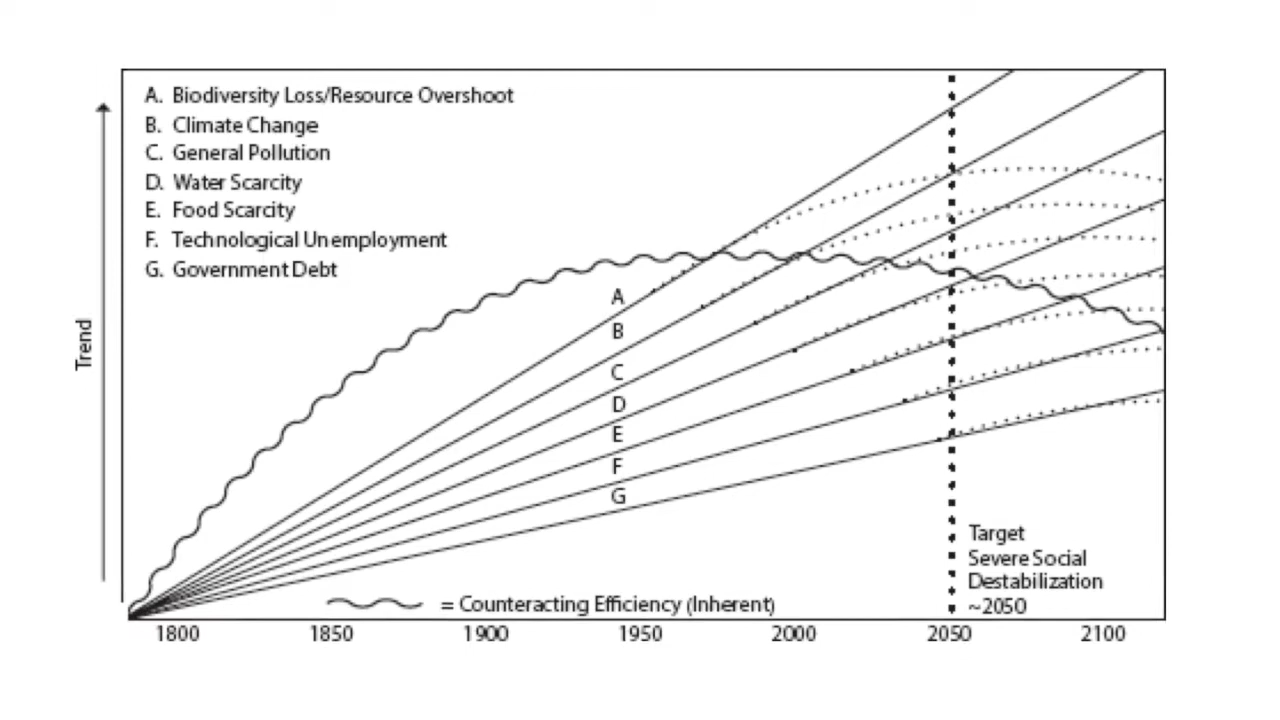 A. Biodiversity Loss/Resource Overshoot
B. Climate Change
C. General Pollution
D. Water Scarcity
E. Food Scarcity
F. Technological Unemployment
G. Government Debt
Trend
A
B
C
D
E
F
G
Target
Severe Social
Destabilization
~2050
= Counteracting Efficiency (Inherent)
1800 1850 1900 1950 2000 2050 2100